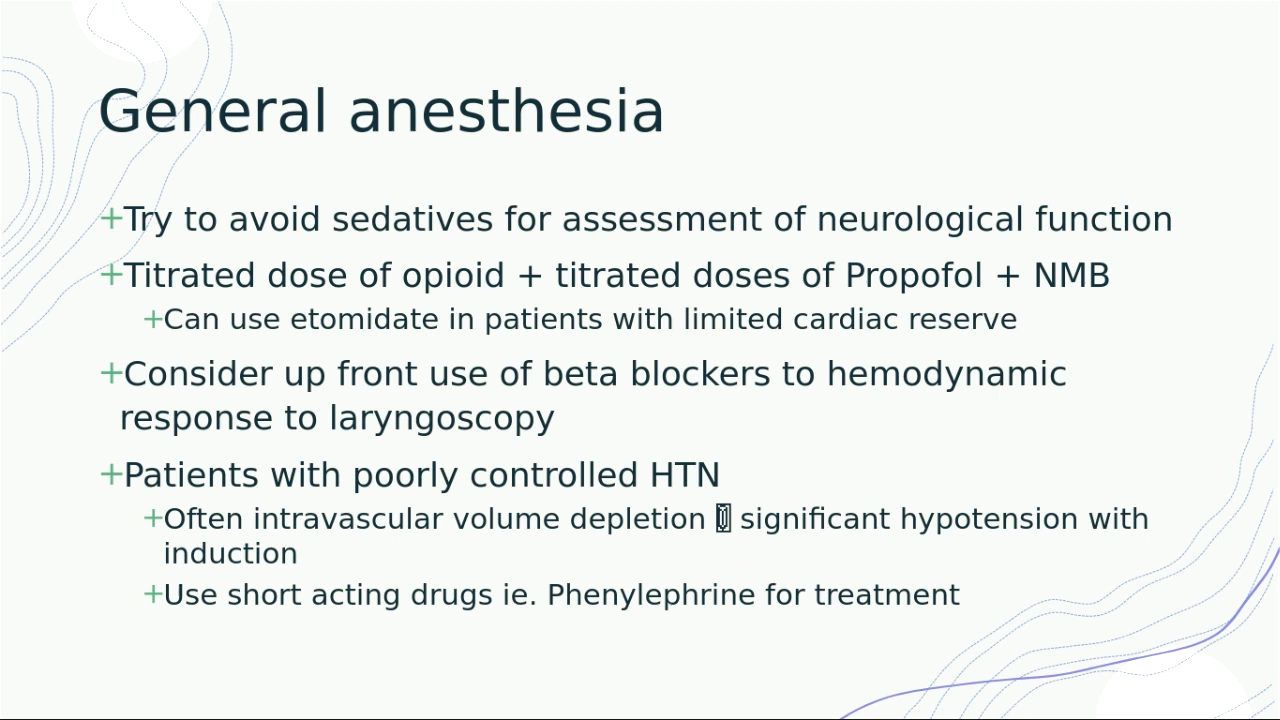 General anesthesia
+Try to avoid sedatives for assessment of neurological function
+Titrated dose of opioid + titrated doses of Propofol + NMB
+Can use etomidate in patients with limited cardiac reserve
+Consider up front use of beta blockers to hemodynamic
response to laryngoscopy
+Patients with poorly controlled HTN
+Often intravascular volume depletion  significant hypotension with
induction
+Use short acting drugs ie. Phenylephrine for treatment